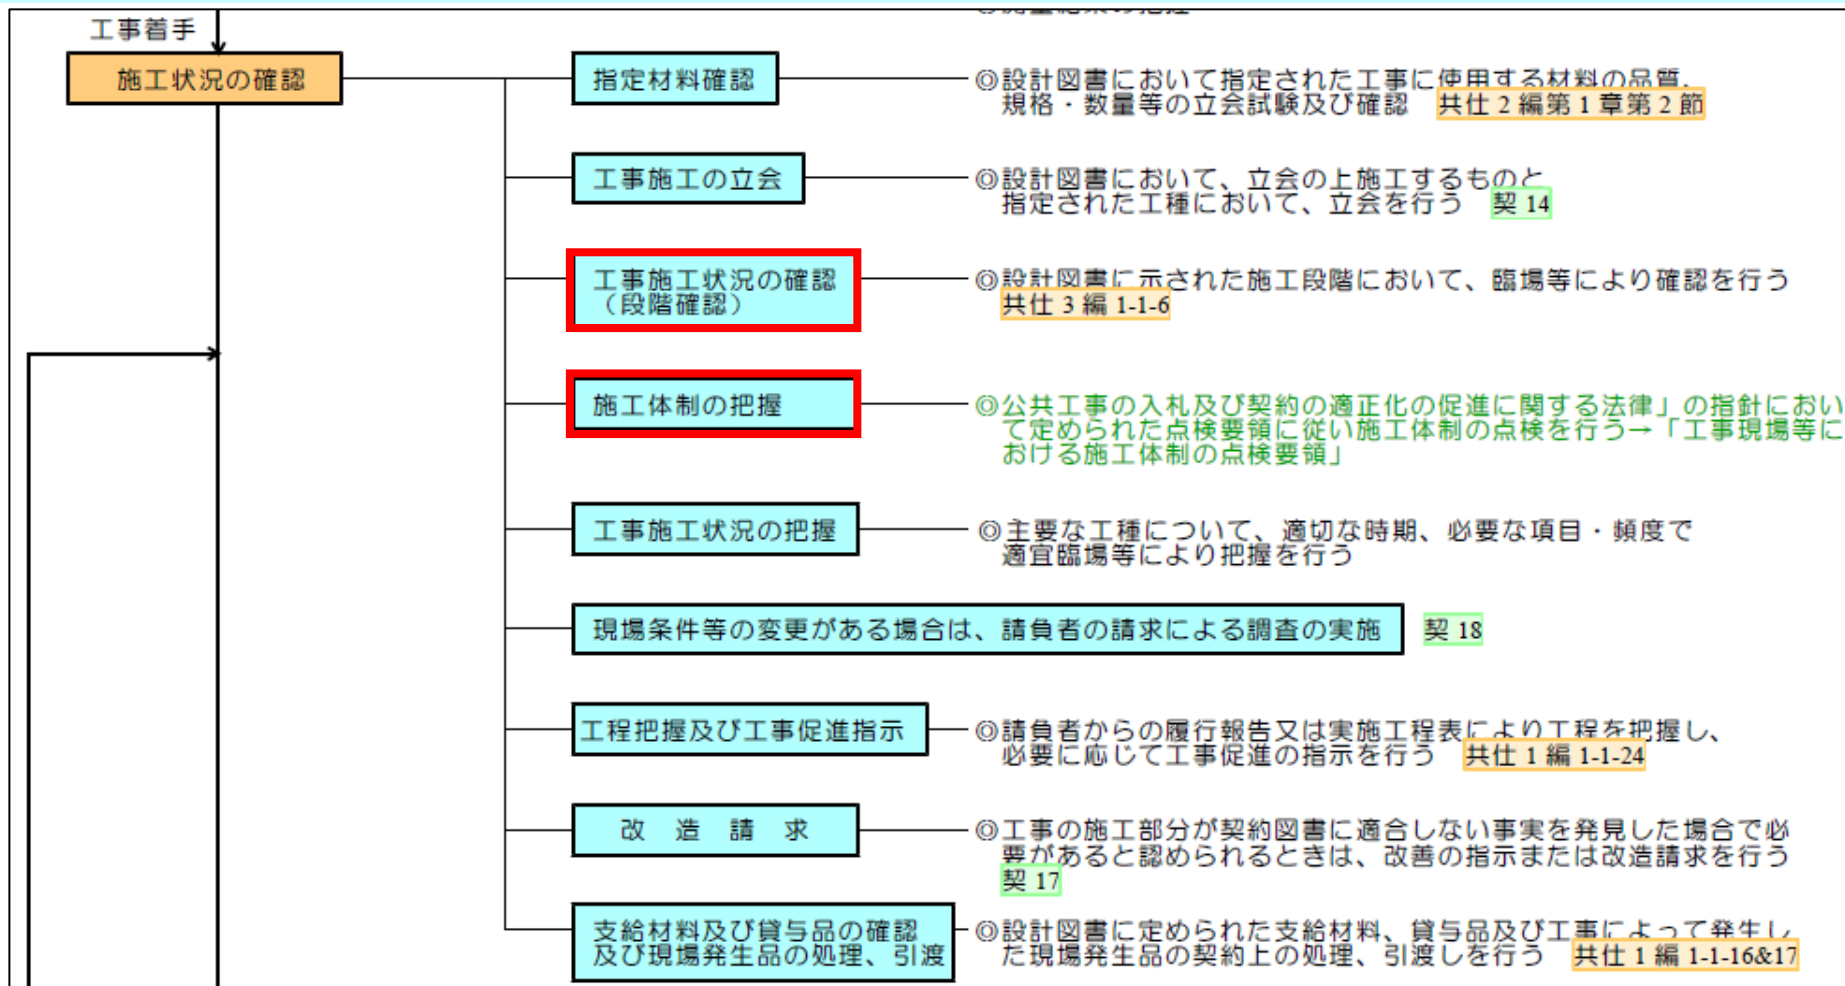 工事着手
施工状況の確認
指定材料確認
◎設計図書において指定された工事に使用する材料の品質、
規格・数量等の立会試験及び確認 共仕 2 編第 1 章第 2 節
工事施工の立会
◎設計図書において、立会の上施工するものと
指定された工種において、立会を行う 契 14
工事施工状況の確認
（段階確認）
◎設計図書に示された施工段階において、臨場等により確認を行う
共仕 3 編 1-1-6
施工体制の把握
◎公共工事の入札及び契約の適正化の促進に関する法律」の指針におい
て定められた点検要領に従い施工体制の点検を行う→「工事現場等に
おける施工体制の点検要領」
工事施工状況の把握
◎主要な工種について、適切な時期、必要な項目・頻度で
適宜臨場等により把握を行う
現場条件等の変更がある場合は、請負者の請求による調査の実施 契 18
工程把握及び工事促進指示
◎請負者からの履行報告又は実施工程表により工程を把握し、
必要に応じて工事促進の指示を行う 共仕 1 編 1-1-24
改 造 請 求
◎工事の施工部分が契約図書に適合しない事実を発見した場合で必
要があると認められるときは、改善の指示または改造請求を行う
契 17
支給材料及び貸与品の確認
及び現場発生品の処理、引渡
◎設計図書に定められた支給材料、貸与品及び工事によって発生し
た現場発生品の契約上の処理、引渡しを行う 共仕 1 編 1-1-16&17